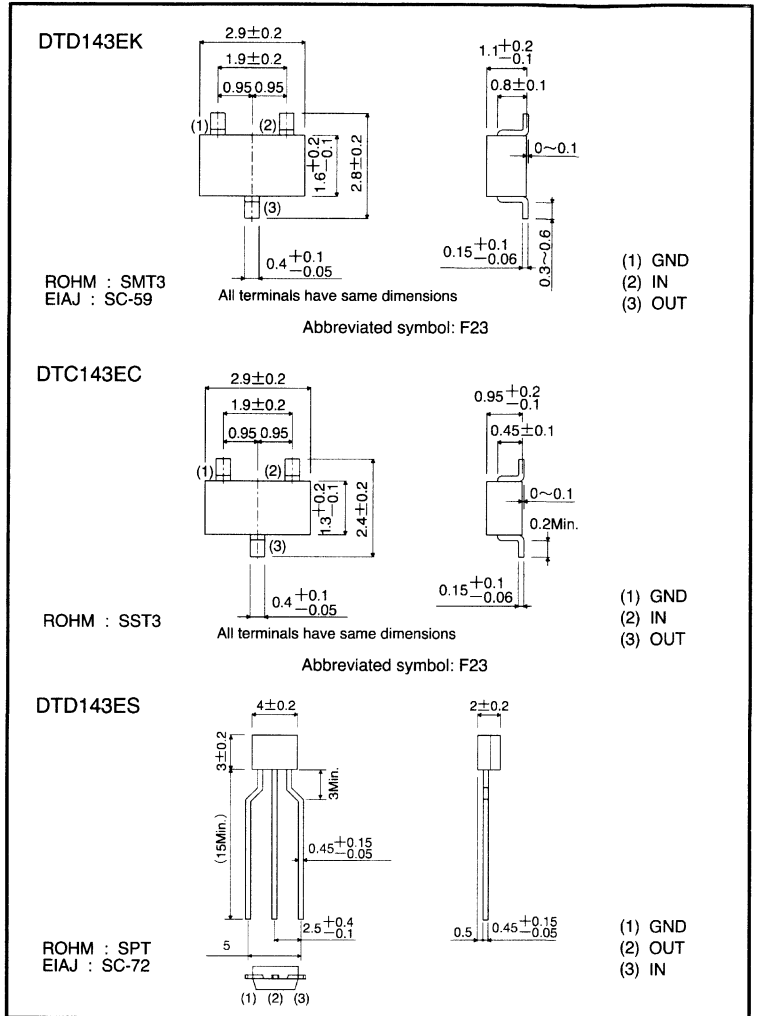 DTD143EK
2.9±0.2
1.9±0.2
0.95 0.95
(1) (2)
(3)
1.6+0.2−0.1
2.8±0.2
0.4+0.1−0.05
1.1+0.2−0.1
0.8±0.1
0~0.1
0.15+0.1−0.06
0.3~0.6
ROHM : SMT3
EIAJ : SC-59
All terminals have same dimensions
Abbreviated symbol: F23
(1) GND
(2) IN
(3) OUT
DTC143EC
2.9±0.2
1.9±0.2
0.95 0.95
(1) (2)
(3)
1.3+0.2−0.1
2.4±0.2
0.4+0.1−0.05
0.95+0.2−0.1
0.45±0.1
0~0.1
0.2Min.
0.15+0.1−0.06
ROHM : SST3
All terminals have same dimensions
Abbreviated symbol: F23
(1) GND
(2) IN
(3) OUT
DTD143ES
4±0.2
3±0.2
(15Min.)
3Min.
0.45+0.15−0.05
2.5+0.4−0.1
5
(1) (2) (3)
2±0.2
0.5
0.45+0.15−0.05
ROHM : SPT
EIAJ : SC-72
(1) GND
(2) OUT
(3) IN